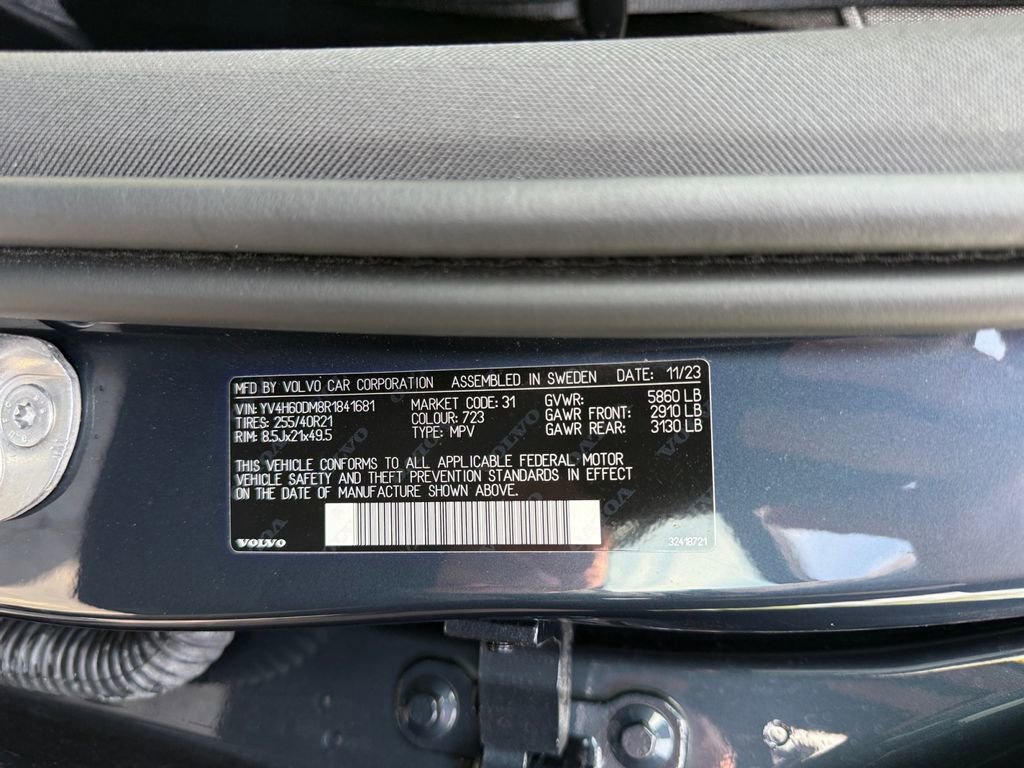 MFD BY VOLVO CAR CORPORATION ASSEMBLED IN SWEDEN DATE: 11/23
VIN: YV4H60DM8R1841681 MARKET CODE: 31 GVWR: 5860 LB
TIRES: 255/40R21 COLOUR: 723 GAWR FRONT: 2910 LB
RIM: 8.5Jx21x49.5 TYPE: MPV GAWR REAR: 3130 LB
THIS VEHICLE CONFORMS TO ALL APPLICABLE FEDERAL MOTOR
VEHICLE SAFETY AND THEFT PREVENTION STANDARDS IN EFFECT
ON THE DATE OF MANUFACTURE SHOWN ABOVE.
VOLVO 32418721